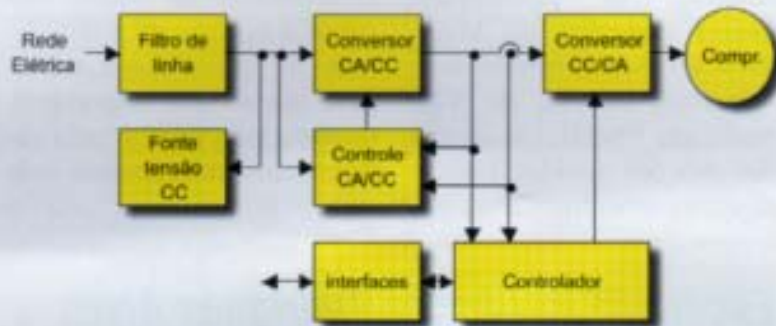 Rede
Elétrica
Filtro de
linha
Conversor
CA/CC
Conversor
CC/CA
Compr.
Fonte
tensão
CC
Controle
CA/CC
interfaces
Controlador